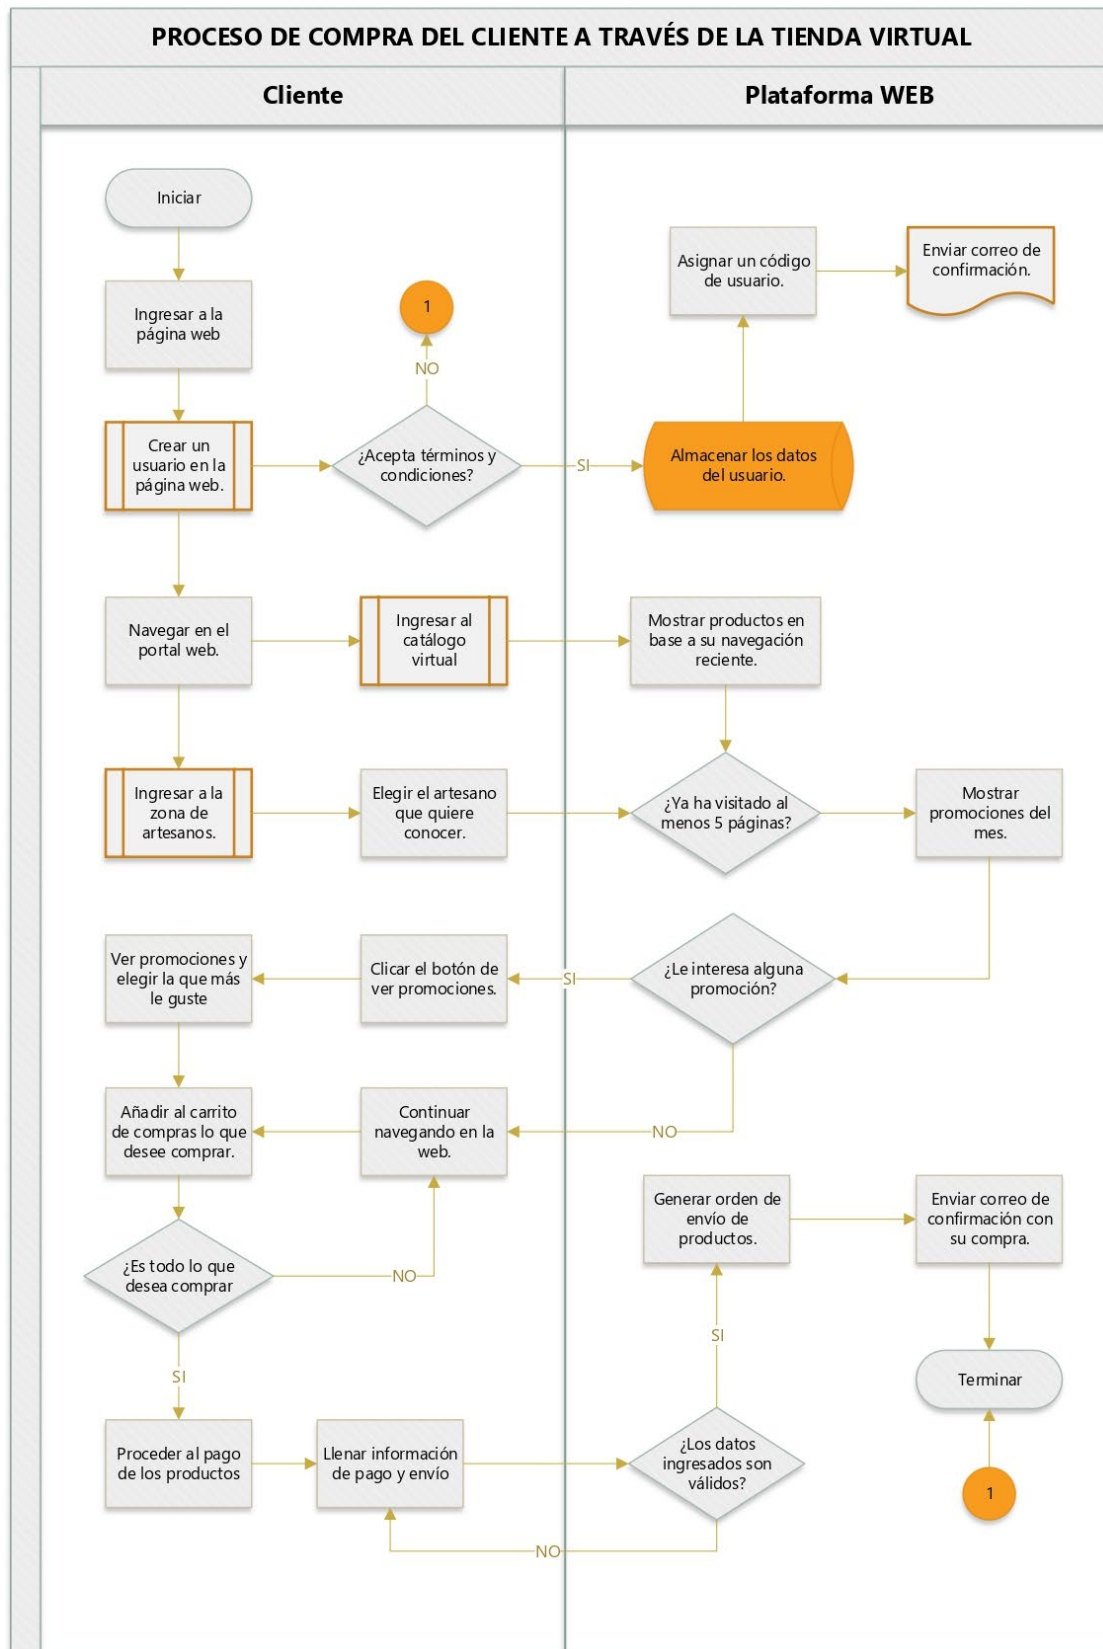 PROCESO DE COMPRA DEL CLIENTE A TRAVÉS DE LA TIENDA VIRTUAL
Cliente
Plataforma WEB
Iniciar
Asignar un código
de usuario.
Enviar correo de
confirmación.
Ingresar a la
página web
1
NO
Crear un
usuario en la
página web.
¿Acepta términos y
condiciones?
SI
Almacenar los datos
del usuario.
Navegar en el
portal web.
Ingresar al
catálogo
virtual
Mostrar productos en
base a su navegación
reciente.
Ingresar a la
zona de
artesanos.
Elegir el artesano
que quiere
conocer.
¿Ya ha visitado al
menos 5 páginas?
Mostrar
promociones del
mes.
Ver promociones y
elegir la que más
le guste
Clicar el botón de
ver promociones.
SI
¿Le interesa alguna
promoción?
Añadir al carrito
de compras lo que
desee comprar.
Continuar
navegando en la
web.
NO
Generar orden de
envío de
productos.
Enviar correo de
confirmación con
su compra.
¿Es todo lo que
desea comprar
NO
SI
SI
Terminar
Proceder al pago
de los productos
Llenar información
de pago y envío
¿Los datos
ingresados son
válidos?
1
NO